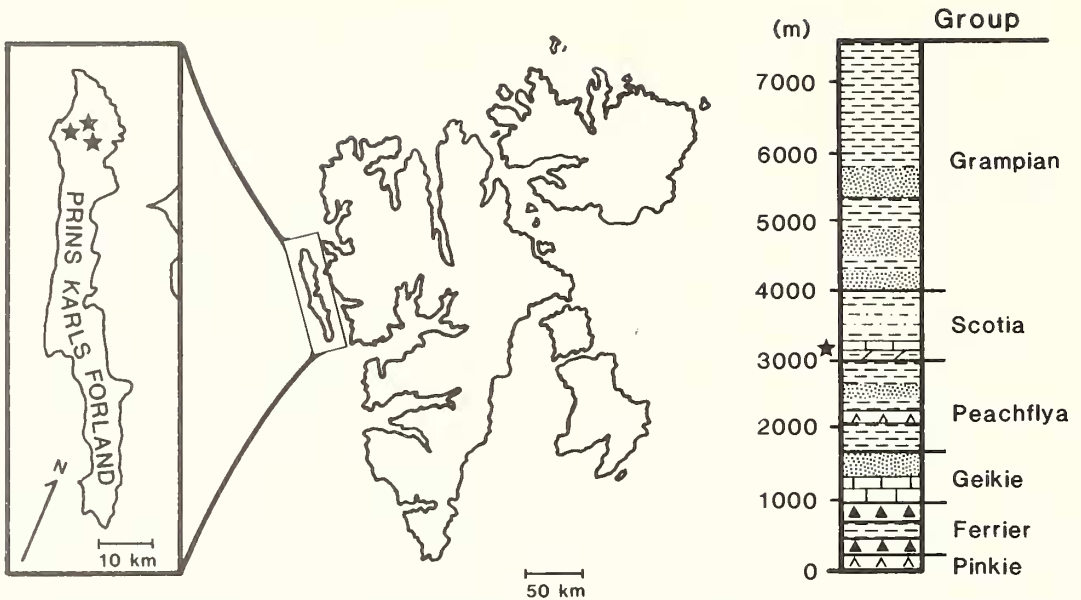 PRINS KARLS FORLAND
N
10 km
50 km
(m)
Group
7000
6000
5000
4000
3000
2000
1000
0
Grampian
Scotia
Peachflya
Geikie
Ferrier
Pinkie